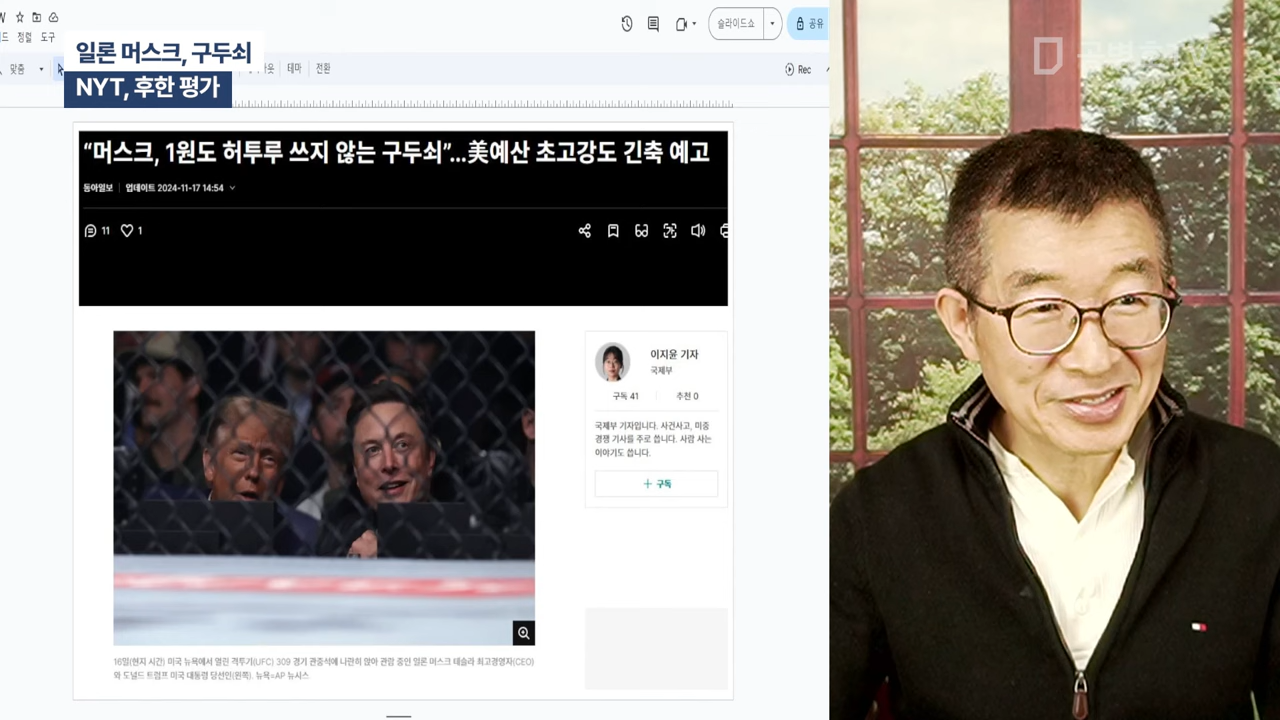 일론 머스크, 구두쇠
NYT, 후한 평가
정렬 도구
슬라이드쇼
공유
맞춤
테마 전환
Rec
“머스크, 1원도 허투루 쓰지 않는 구두쇠”…美예산 초고강도 긴축 예고
동아일보 업데이트 2024-11-17 14:54
11 1
이지윤 기자
국제부
구독 41 추천 0
국제부 기자입니다. 사건사고, 미중
경쟁 기사를 주로 씁니다. 사람 사는
이야기도 씁니다.
+ 구독
16일(현지 시간) 미국 뉴욕에서 열린 격투기(UFC) 309 경기 관중석에 나란히 앉아 관람 중인 일론 머스크 테슬라 최고경영자(CEO)
와 도널드 트럼프 미국 대통령 당선인(왼쪽). 뉴욕=AP 뉴시스